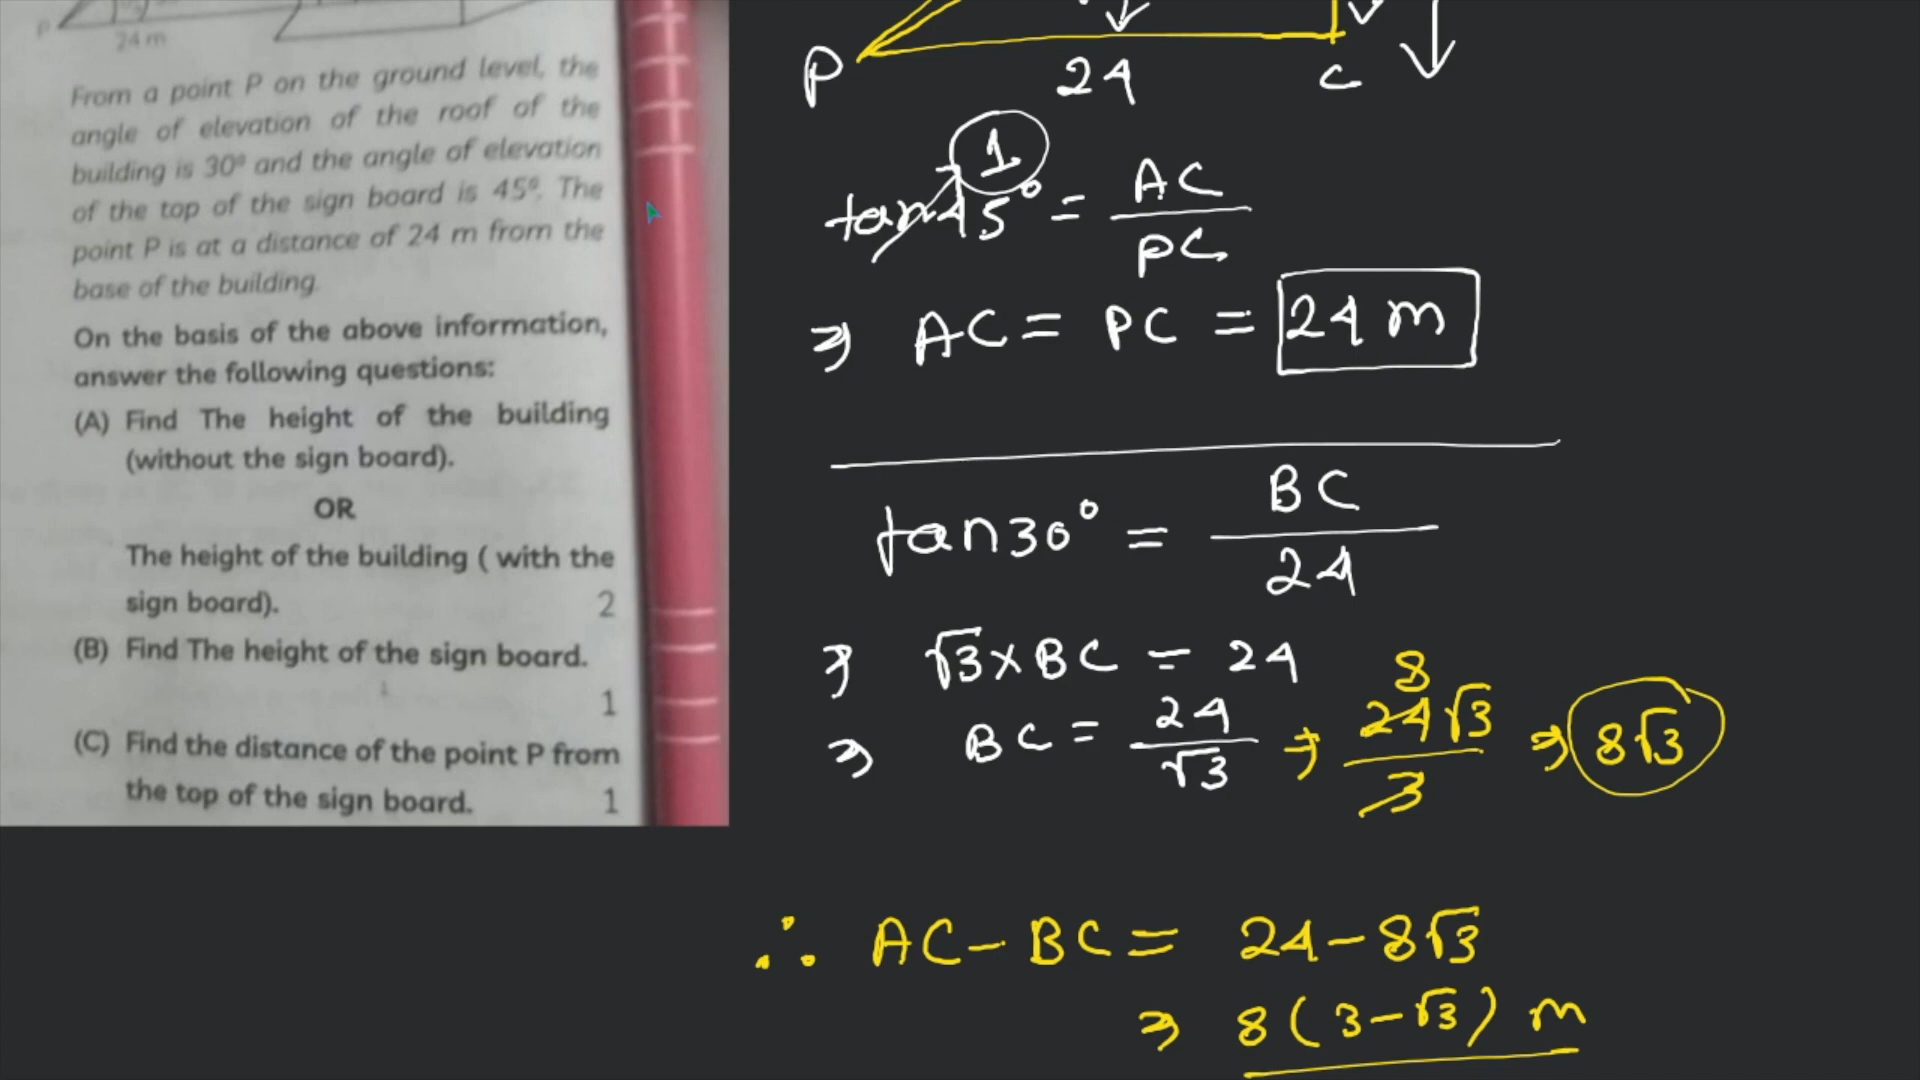 P
24 m
From a point P on the ground level, the
angle of elevation of the roof of the
building is 30° and the angle of elevation
of the top of the sign board is 45°. The
point P is at a distance of 24 m from the
base of the building.
On the basis of the above information,
answer the following questions:
(A) Find The height of the building
(without the sign board).
OR
The height of the building ( with the
sign board). 2
(B) Find The height of the sign board.
1
(C) Find the distance of the point P from
the top of the sign board. 1
P 24 C
1
tan45° = AC/PC
⇒ AC = PC = 24 m
tan30° = BC/24
⇒ √3 × BC = 24
⇒ BC = 24/√3 ⇒ 8 24√3/3 ⇒ 8√3
∴ AC - BC = 24 - 8√3
⇒ 8(3-√3) m